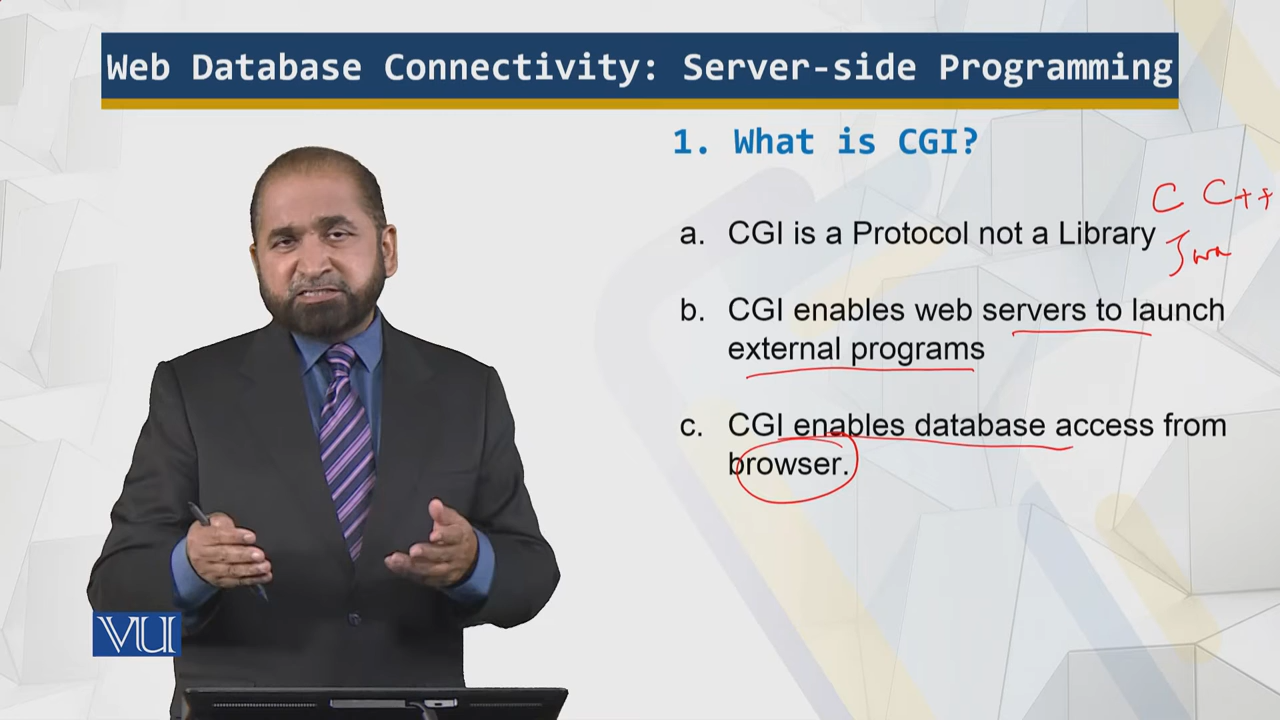 Web Database Connectivity: Server-side Programming
1. What is CGI?
C C++
a. CGI is a Protocol not a Library
Java
b. CGI enables web servers to launch
external programs
c. CGI enables database access from
browser.
VU